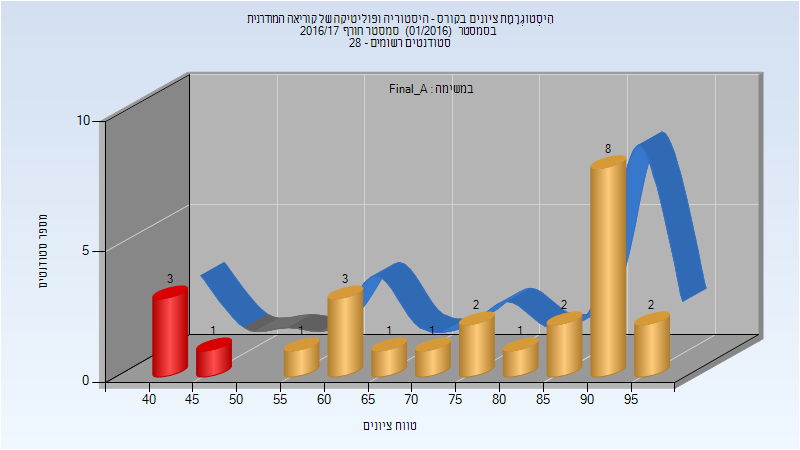 היסטוגרמת ציונים בקורס - היסטוריה ופוליטיקה של קוריאה המודרנית
בסמסטר (01/2016) סמסטר חורף 2016/17
סטודנטים רשומים - 28
במשימה : Final_A
מספר סטודנטים
10
5
0
3
1
1
3
1
1
2
1
2
8
2
40 45 50 55 60 65 70 75 80 85 90 95
טווח ציונים